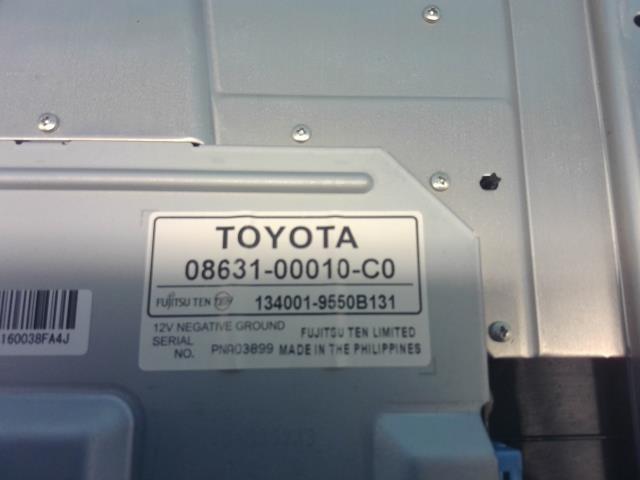 TOYOTA
08631-00010-C0
FUJITSU TEN TEN 134001-9550B131
12V NEGATIVE GROUND FUJITSU TEN LIMITED
SERIAL
NO. PNA03899 MADE IN THE PHILIPPINES
160038FA4J